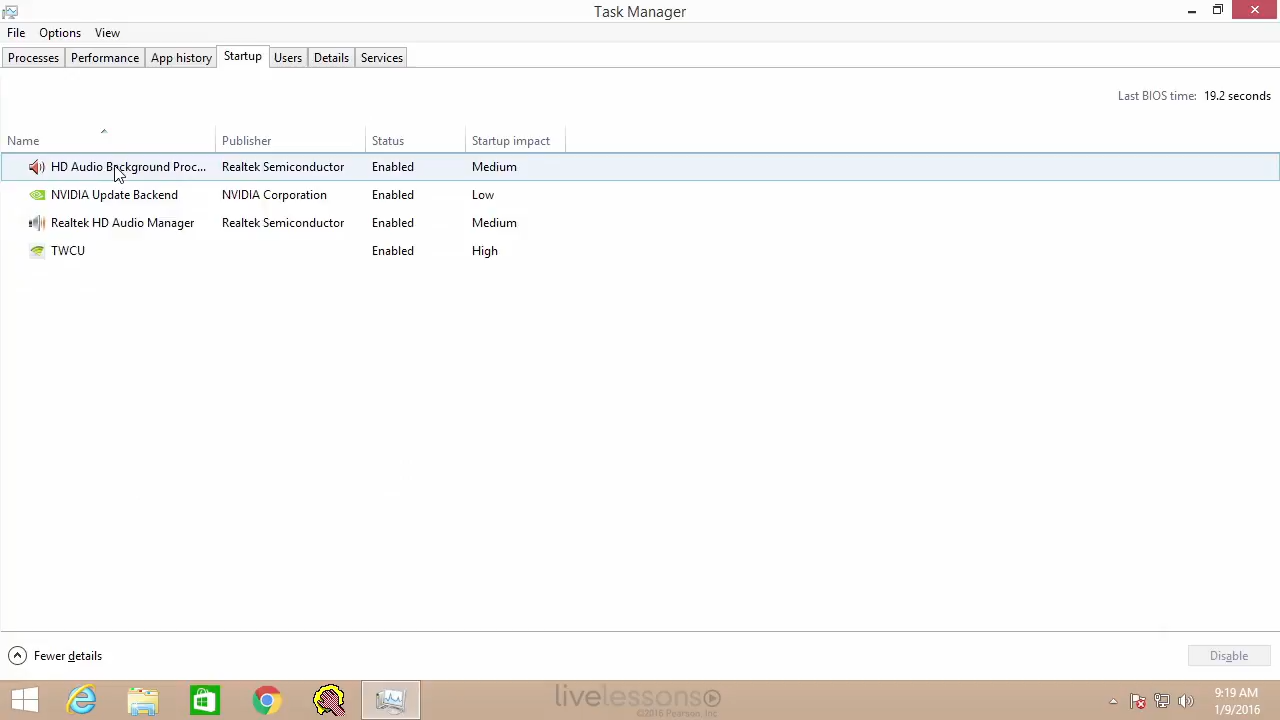 Task Manager
File Options View
Processes Performance App history Startup Users Details Services
Last BIOS time: 19.2 seconds
Name Publisher Status Startup impact
HD Audio Background Proc... Realtek Semiconductor Enabled Medium
NVIDIA Update Backend NVIDIA Corporation Enabled Low
Realtek HD Audio Manager Realtek Semiconductor Enabled Medium
TWCU Enabled High
Fewer details Disable
livelessons
©2016 Pearson, Inc.
9:19 AM
1/9/2016